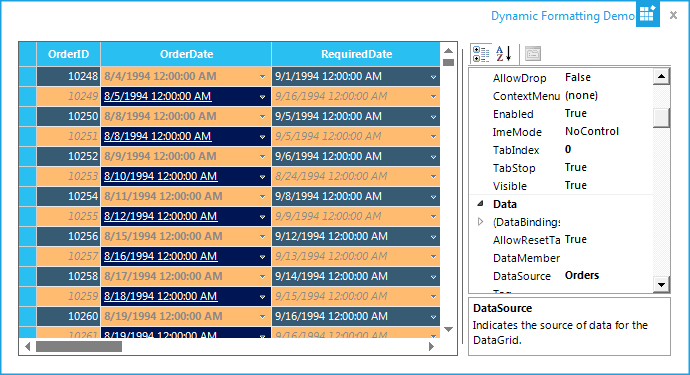 Dynamic Formatting Demo
OrderID OrderDate RequiredDate
10248 8/4/1994 12:00:00 AM 9/1/1994 12:00:00 AM
10249 8/5/1994 12:00:00 AM 9/16/1994 12:00:00 AM
10250 8/8/1994 12:00:00 AM 9/5/1994 12:00:00 AM
10251 8/8/1994 12:00:00 AM 9/5/1994 12:00:00 AM
10252 8/9/1994 12:00:00 AM 9/6/1994 12:00:00 AM
10253 8/10/1994 12:00:00 AM 8/24/1994 12:00:00 AM
10254 8/11/1994 12:00:00 AM 9/8/1994 12:00:00 AM
10255 8/12/1994 12:00:00 AM 9/9/1994 12:00:00 AM
10256 8/15/1994 12:00:00 AM 9/12/1994 12:00:00 AM
10257 8/16/1994 12:00:00 AM 9/13/1994 12:00:00 AM
10258 8/17/1994 12:00:00 AM 9/14/1994 12:00:00 AM
10259 8/18/1994 12:00:00 AM 9/15/1994 12:00:00 AM
10260 8/19/1994 12:00:00 AM 9/16/1994 12:00:00 AM
10261 8/19/1994 12:00:00 AM 9/16/1994 12:00:00 AM
A
Z
AllowDrop False
ContextMenu (none)
Enabled True
ImeMode NoControl
TabIndex 0
TabStop True
Visible True
Data
(DataBindings
AllowResetTa True
DataMember
DataSource Orders
Tag
DataSource
Indicates the source of data for the
DataGrid.